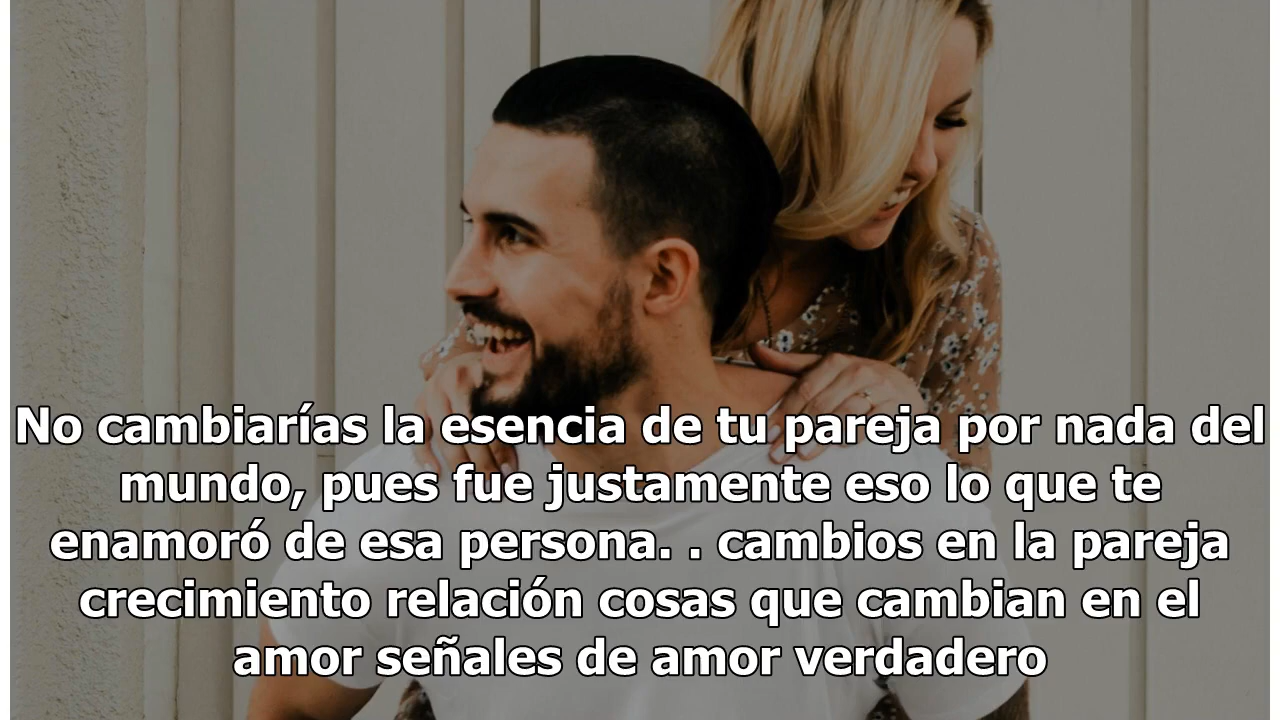 No cambiarías la esencia de tu pareja por nada del
mundo, pues fue justamente eso lo que te
enamoró de esa persona. . cambios en la pareja
crecimiento relación cosas que cambian en el
amor señales de amor verdadero